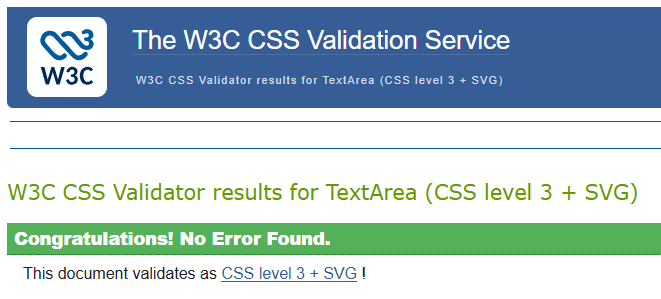 W3C
The W3C CSS Validation Service
W3C CSS Validator results for TextArea (CSS level 3 + SVG)
W3C CSS Validator results for TextArea (CSS level 3 + SVG)
Congratulations! No Error Found.
This document validates as CSS level 3 + SVG !